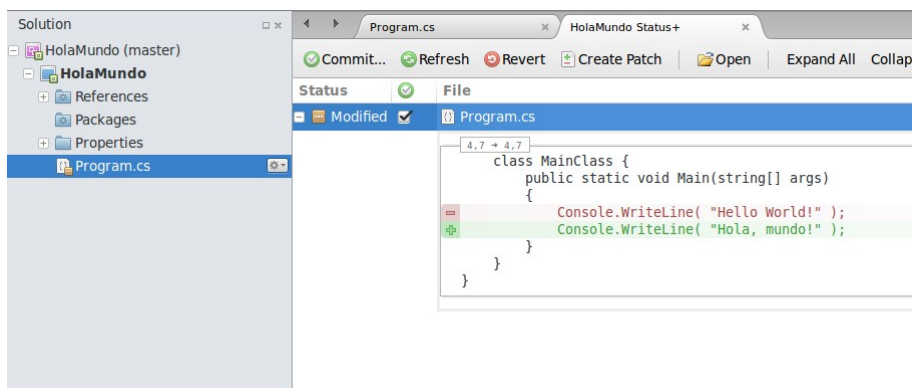 Solution
HolaMundo (master)
HolaMundo
References
Packages
Properties
Program.cs
Program.cs
HolaMundo Status+
Commit... Refresh Revert Create Patch Open Expand All Collap
Status File
Modified Program.cs
4,7 → 4,7
class MainClass {
public static void Main(string[] args)
{
Console.WriteLine( "Hello World!" );
Console.WriteLine( "Hola, mundo!" );
}
}
}